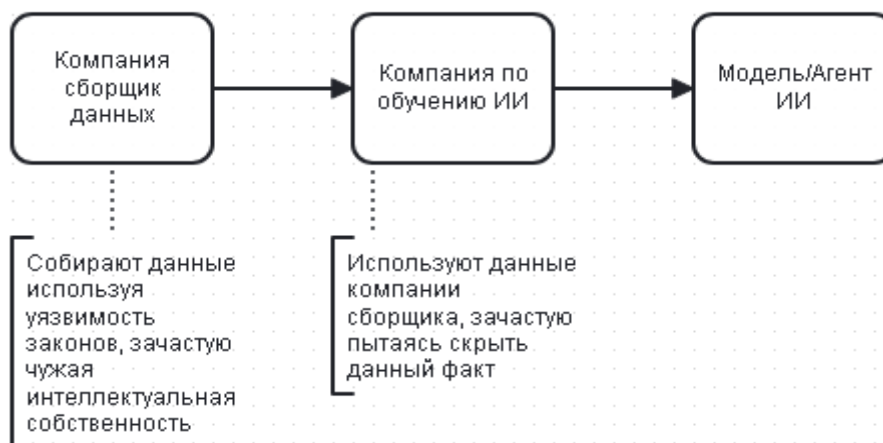 Компания
сборщик
данных
Компания по
обучению ИИ
Модель/Агент
ИИ
Собирают данные
используя
уязвимость
законов, зачастую
чужая
интеллектуальная
собственность
Используют данные
компании
сборщика, зачастую
пытаясь скрыть
данный факт